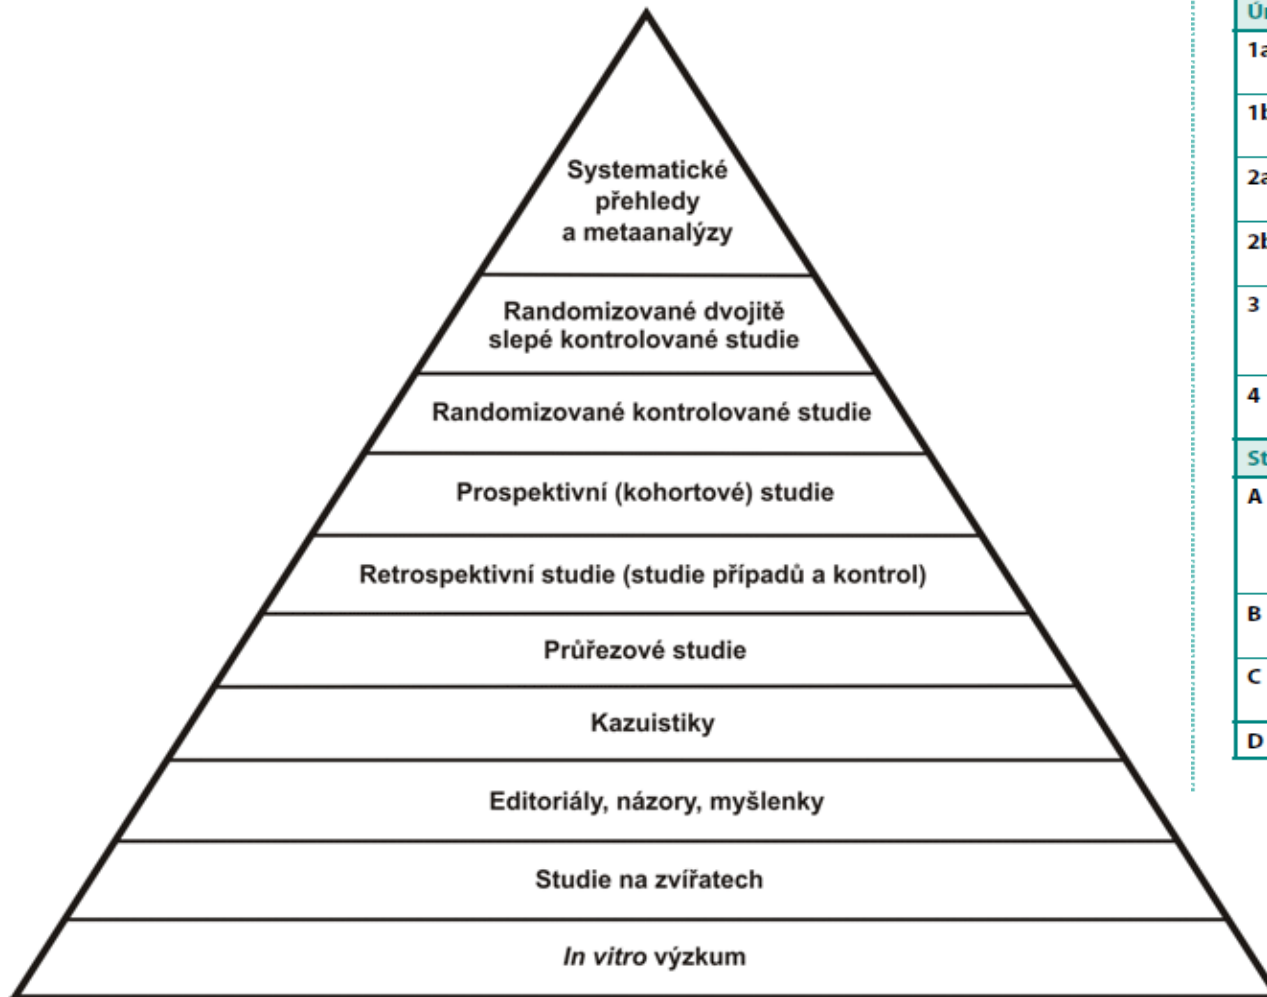 Systematické
přehledy
a metaanalýzy
Randomizované dvojitě
slepé kontrolované studie
Randomizované kontrolované studie
Prospektivní (kohortové) studie
Retrospektivní studie (studie případů a kontrol)
Průřezové studie
Kazuistiky
Editoriály, názory, myšlenky
Studie na zvířatech
In vitro výzkum
1a
1b
2a
2b
3
4
St
A
B
C
D